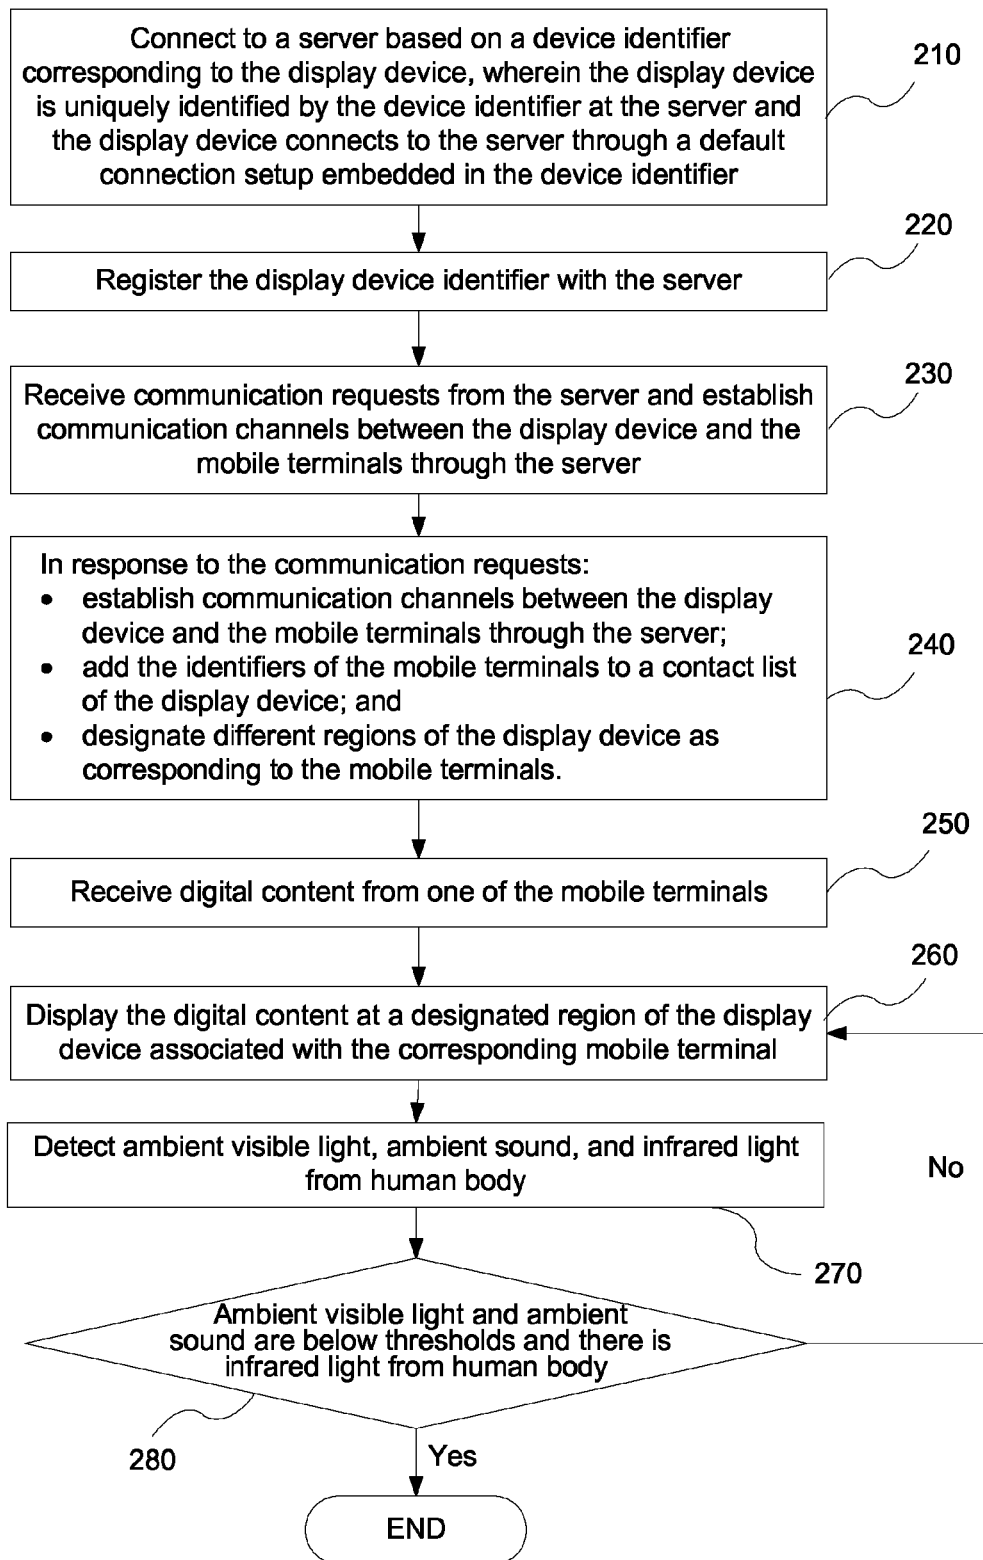 Connect to a server based on a device identifier
corresponding to the display device, wherein the display device
is uniquely identified by the device identifier at the server and
the display device connects to the server through a default
connection setup embedded in the device identifier
210
220
Register the display device identifier with the server
230
Receive communication requests from the server and establish
communication channels between the display device and the
mobile terminals through the server
In response to the communication requests:
• establish communication channels between the display
device and the mobile terminals through the server;
• add the identifiers of the mobile terminals to a contact list
of the display device; and
• designate different regions of the display device as
corresponding to the mobile terminals.
240
250
Receive digital content from one of the mobile terminals
260
Display the digital content at a designated region of the display
device associated with the corresponding mobile terminal
Detect ambient visible light, ambient sound, and infrared light
from human body
No
270
Ambient visible light and ambient
sound are below thresholds and there is
infrared light from human body
280
Yes
END